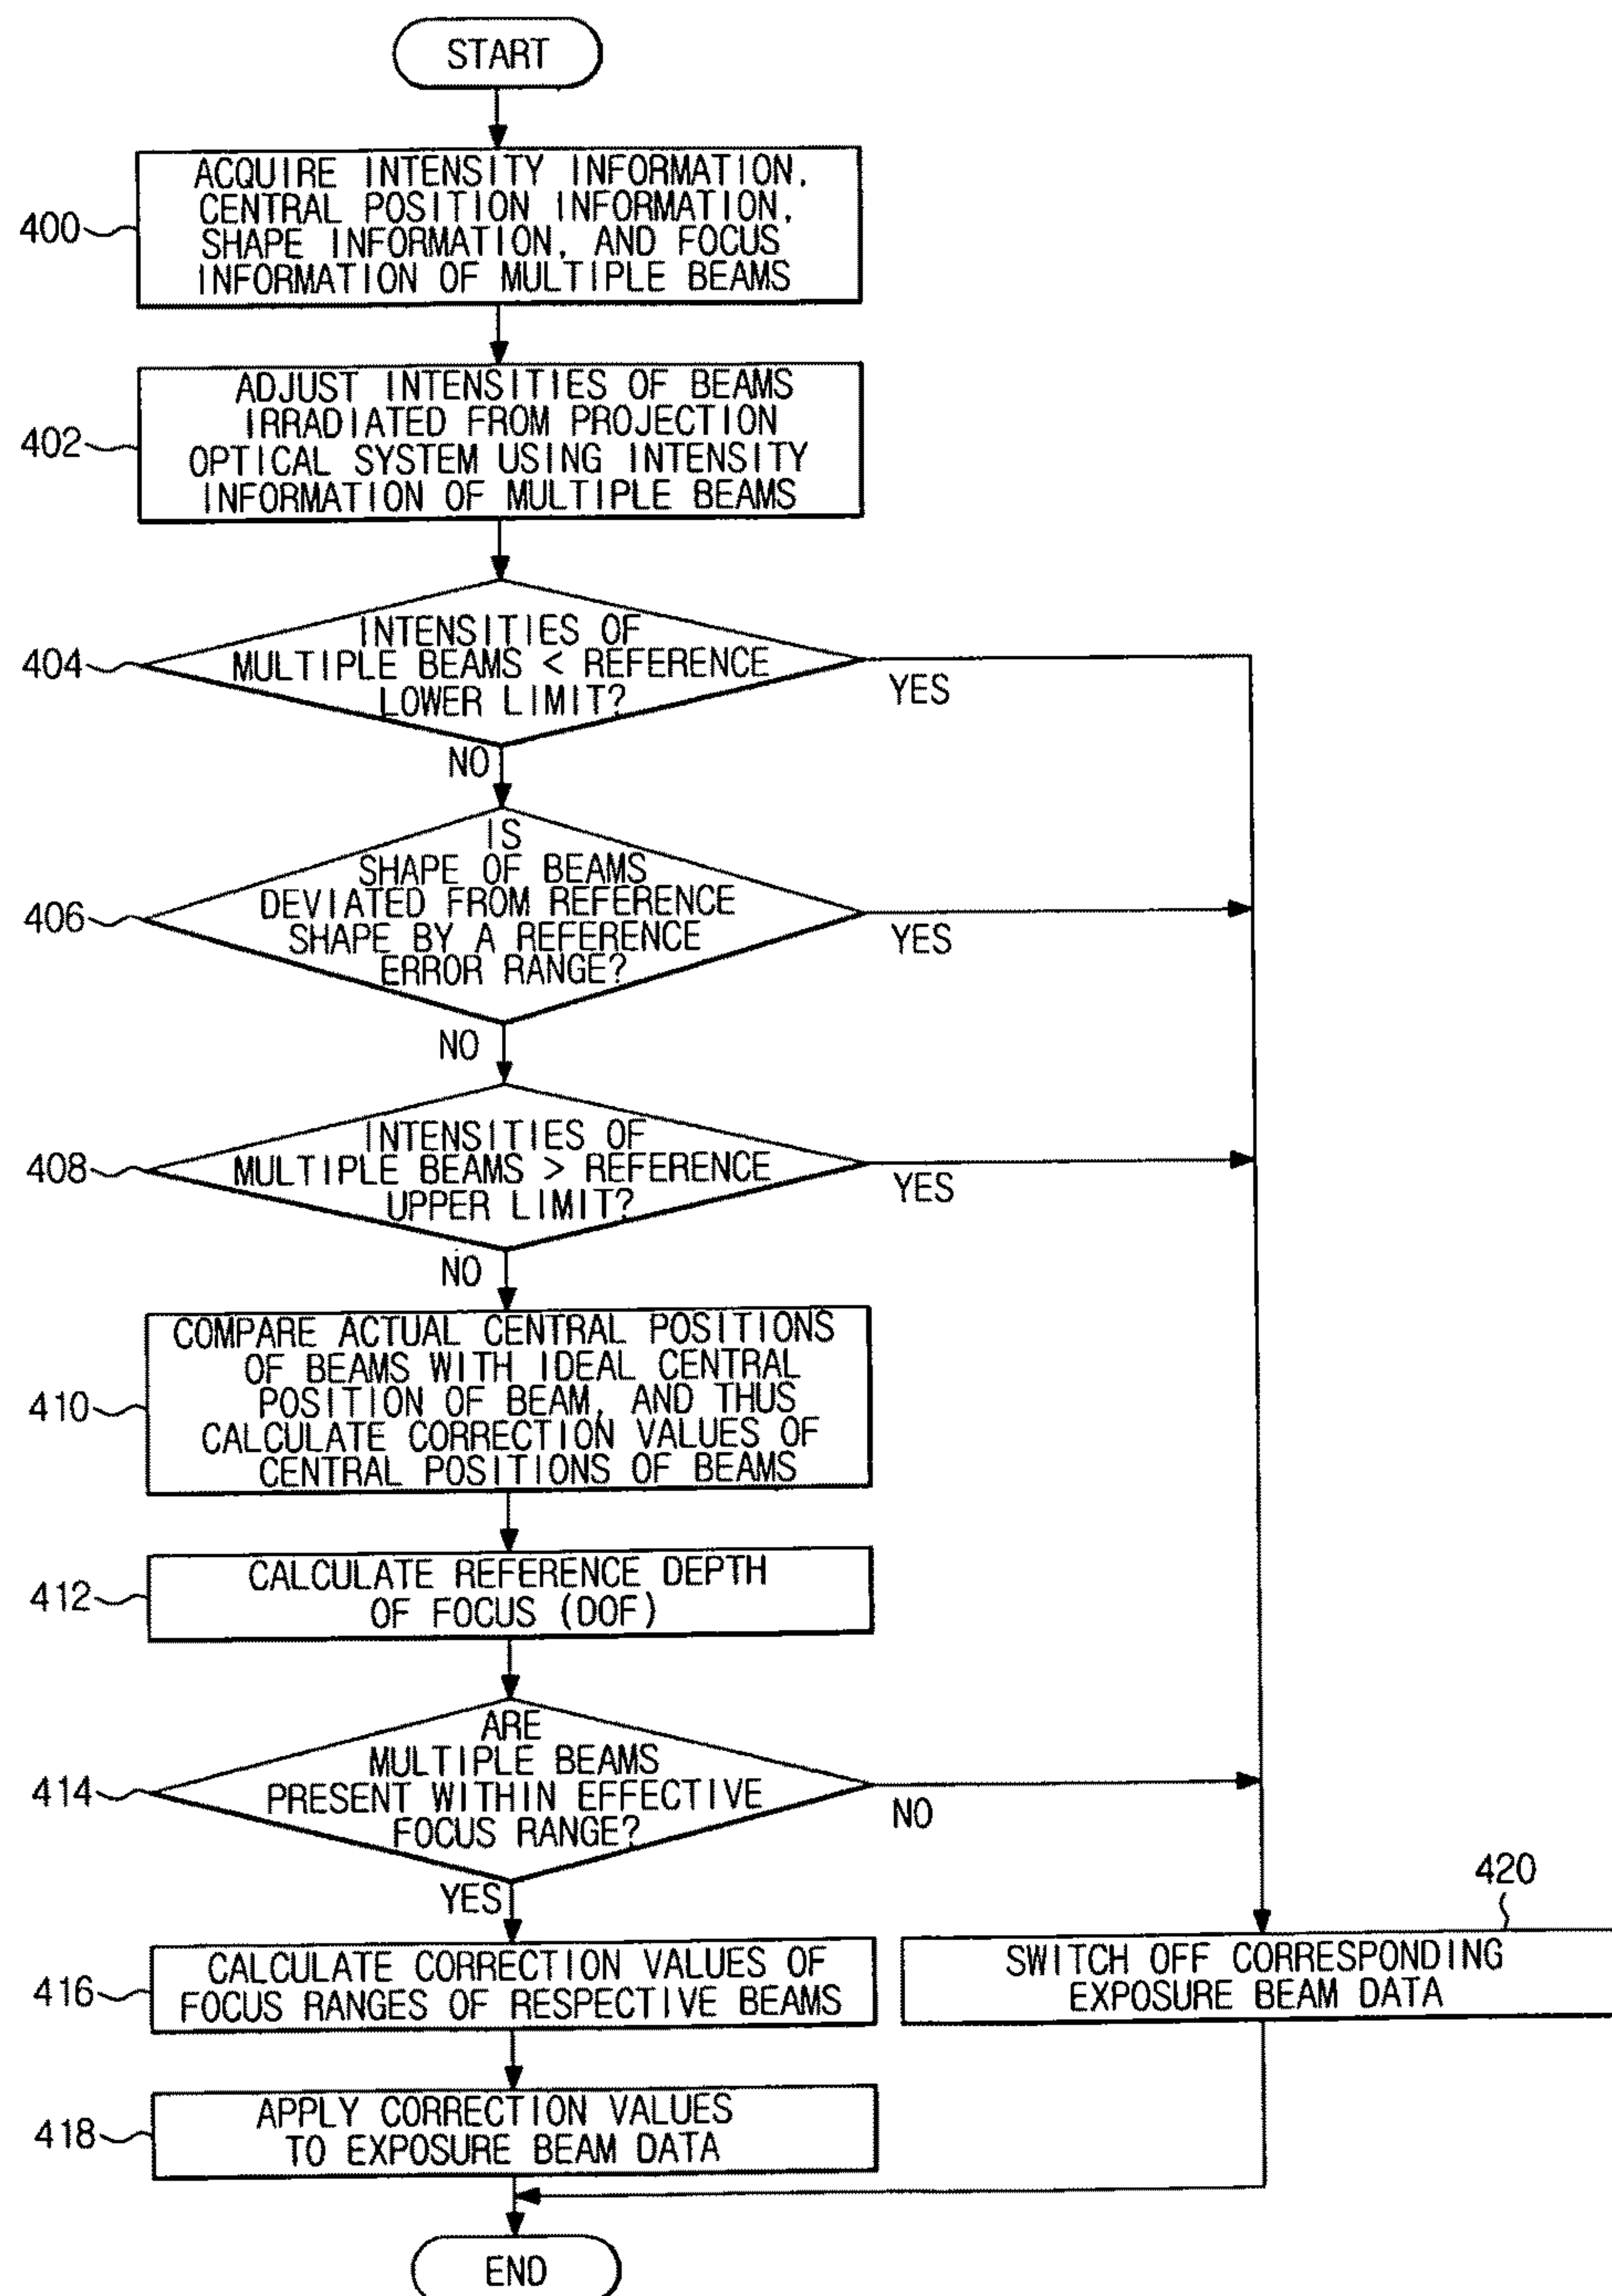 START
400
ACQUIRE INTENSITY INFORMATION,
CENTRAL POSITION INFORMATION,
SHAPE INFORMATION, AND FOCUS
INFORMATION OF MULTIPLE BEAMS
402
ADJUST INTENSITIES OF BEAMS
IRRADIATED FROM PROJECTION
OPTICAL SYSTEM USING INTENSITY
INFORMATION OF MULTIPLE BEAMS
404
INTENSITIES OF
MULTIPLE BEAMS < REFERENCE
LOWER LIMIT?
YES
NO
406
IS
SHAPE OF BEAMS
DEVIATED FROM REFERENCE
SHAPE BY A REFERENCE
ERROR RANGE?
YES
NO
408
INTENSITIES OF
MULTIPLE BEAMS > REFERENCE
UPPER LIMIT?
YES
NO
410
COMPARE ACTUAL CENTRAL POSITIONS
OF BEAMS WITH IDEAL CENTRAL
POSITION OF BEAM, AND THUS
CALCULATE CORRECTION VALUES OF
CENTRAL POSITIONS OF BEAMS
412
CALCULATE REFERENCE DEPTH
OF FOCUS (DOF)
414
ARE
MULTIPLE BEAMS
PRESENT WITHIN EFFECTIVE
FOCUS RANGE?
NO
YES
416
CALCULATE CORRECTION VALUES OF
FOCUS RANGES OF RESPECTIVE BEAMS
420
SWITCH OFF CORRESPONDING
EXPOSURE BEAM DATA
418
APPLY CORRECTION VALUES
TO EXPOSURE BEAM DATA
END